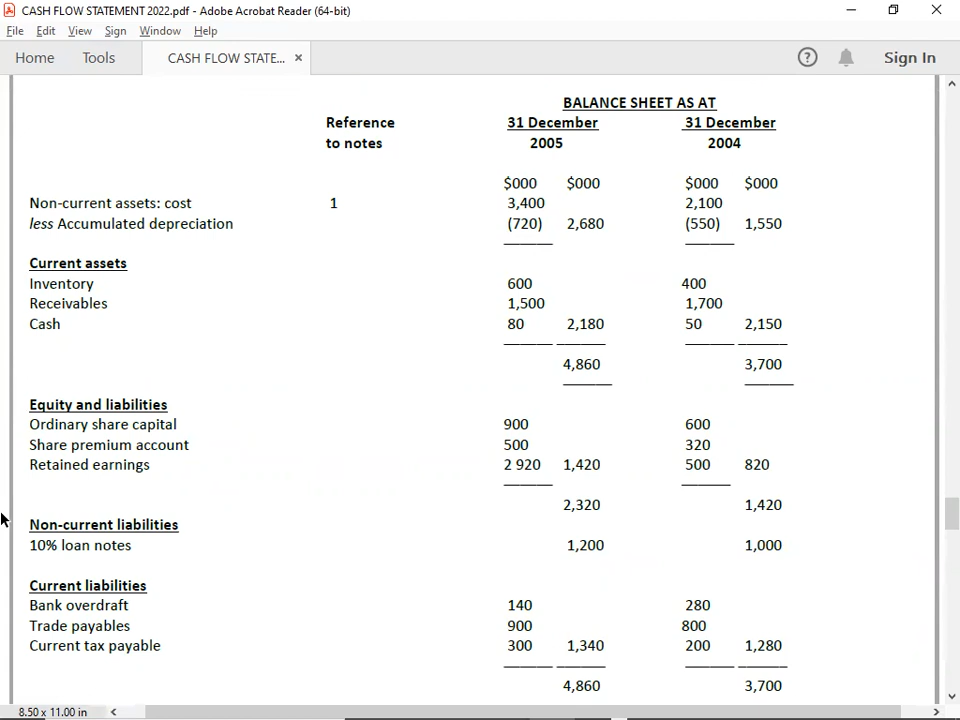 CASH FLOW STATEMENT 2022.pdf - Adobe Acrobat Reader (64-bit)
File Edit View Sign Window Help
Home Tools CASH FLOW STATE... × ? Sign In
BALANCE SHEET AS AT
Reference 31 December 31 December
to notes 2005 2004
$000 $000 $000 $000
Non-current assets: cost 1 3,400 2,100
less Accumulated depreciation (720) 2,680 (550) 1,550
Current assets
Inventory 600 400
Receivables 1,500 1,700
Cash 80 2,180 50 2,150
4,860 3,700
Equity and liabilities
Ordinary share capital 900 600
Share premium account 500 320
Retained earnings 2 920 1,420 500 820
2,320 1,420
Non-current liabilities
10% loan notes 1,200 1,000
Current liabilities
Bank overdraft 140 280
Trade payables 900 800
Current tax payable 300 1,340 200 1,280
4,860 3,700
8.50 x 11.00 in